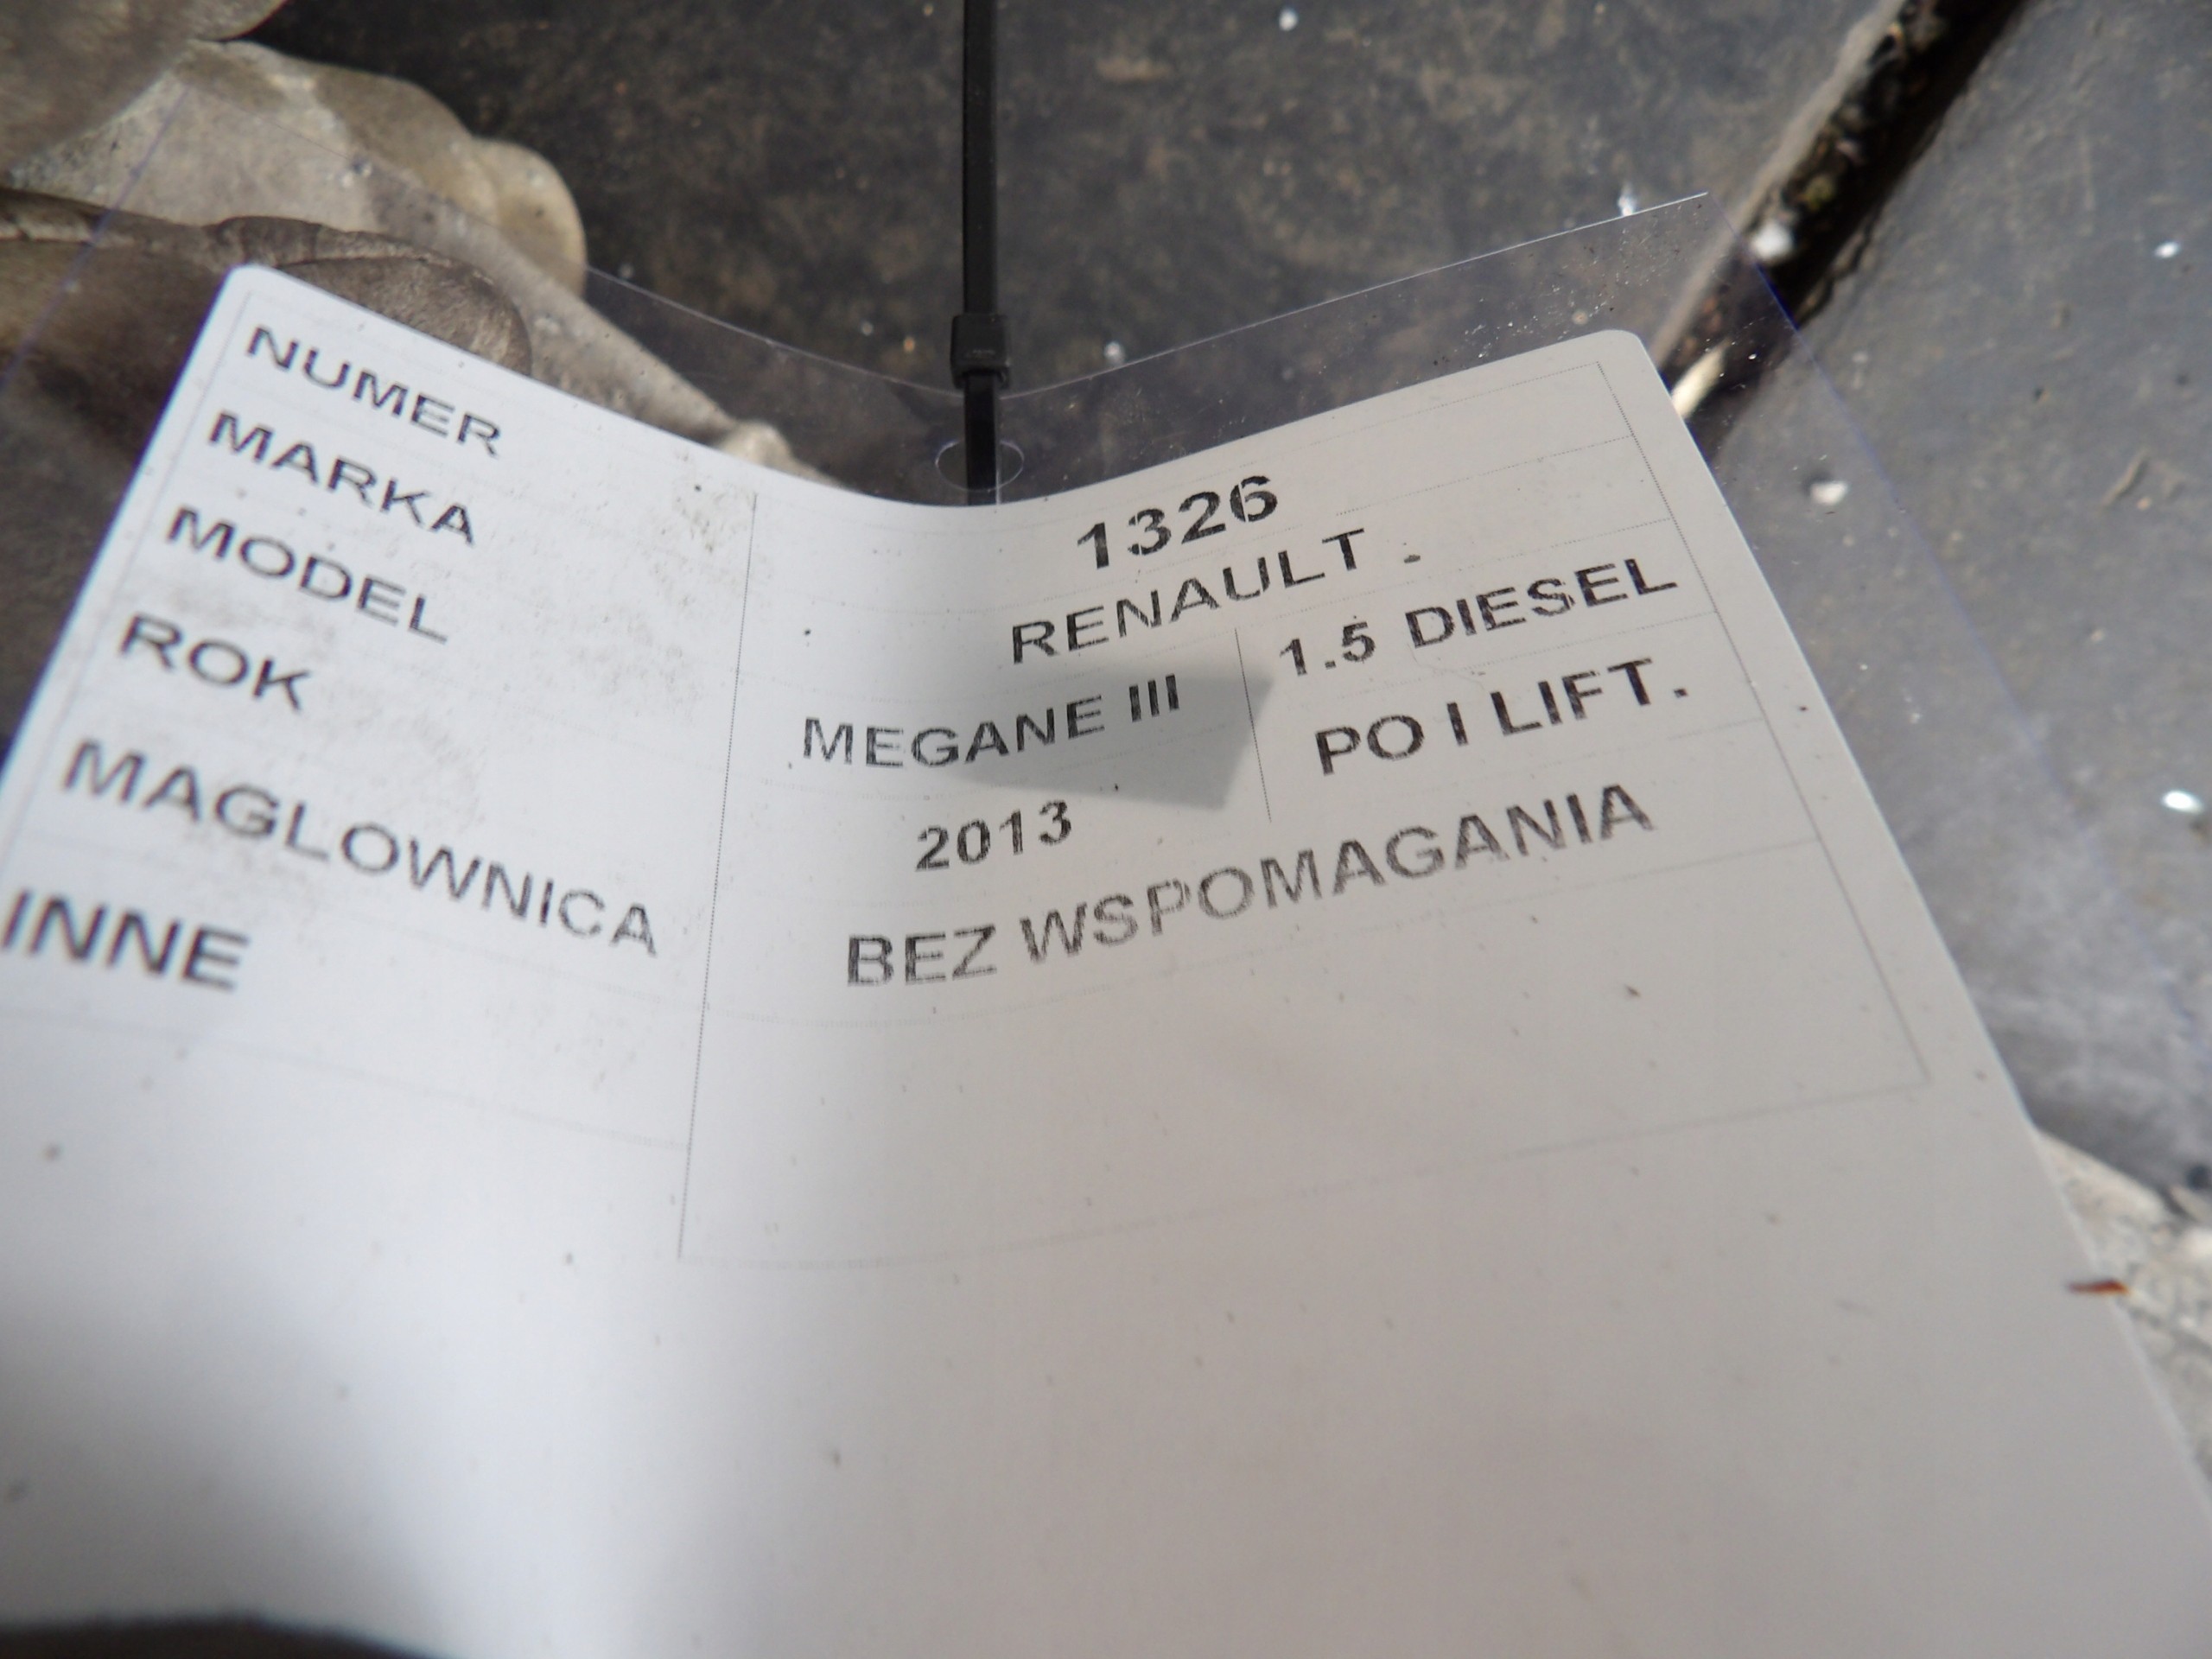 NUMER 1326
MARKA RENAULT .
MODEL MEGANE III 1.5 DIESEL
ROK 2013 PO I LIFT.
MAGLOWNICA BEZ WSPOMAGANIA
INNE